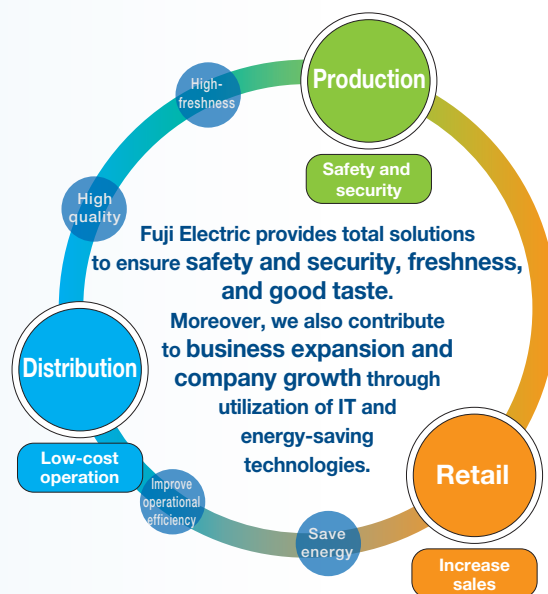 Production
High-
freshness
Safety and
security
High
quality
Fuji Electric provides total solutions
to ensure safety and security, freshness,
and good taste.
Moreover, we also contribute
to business expansion and
company growth through
utilization of IT and
energy-saving
technologies.
Distribution
Low-cost
operation
Improve
operational
efficiency
Save
energy
Retail
Increase
sales